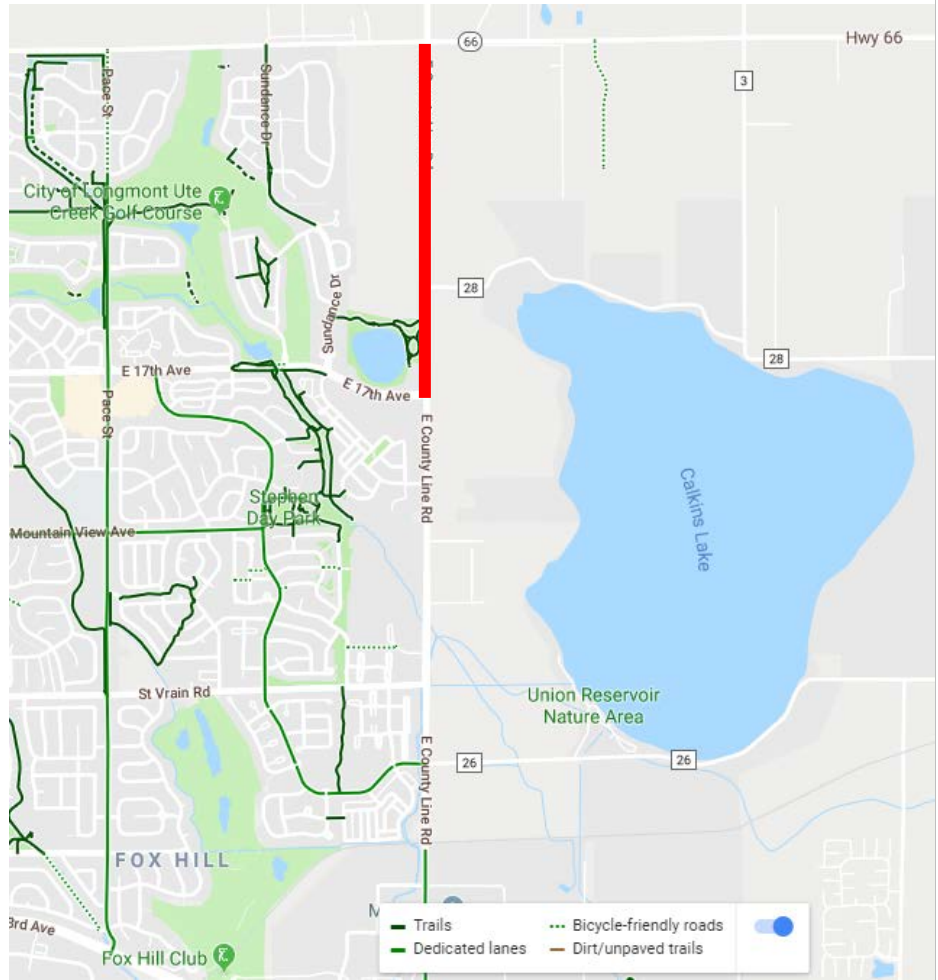 Hwy 66
66
3
Pace St
Sundance Dr
City of Longmont Ute
Creek Golf Course
28
Sundance Dr
28
E 17th Ave
E 17th Ave
Pace St
E County Line Rd
Calkins Lake
Stephen
Day Park
Mountain View Ave
St Vrain Rd
Union Reservoir
Nature Area
26
26
E County Line Rd
FOX HILL
3rd Ave
Fox Hill Club
M
Trails
Bicycle-friendly roads
Dedicated lanes
Dirt/unpaved trails